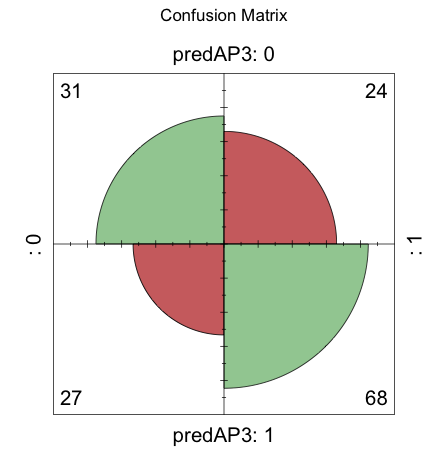 Confusion Matrix
predAP3: 0
31
24
: 0
: 1
27
68
predAP3: 1